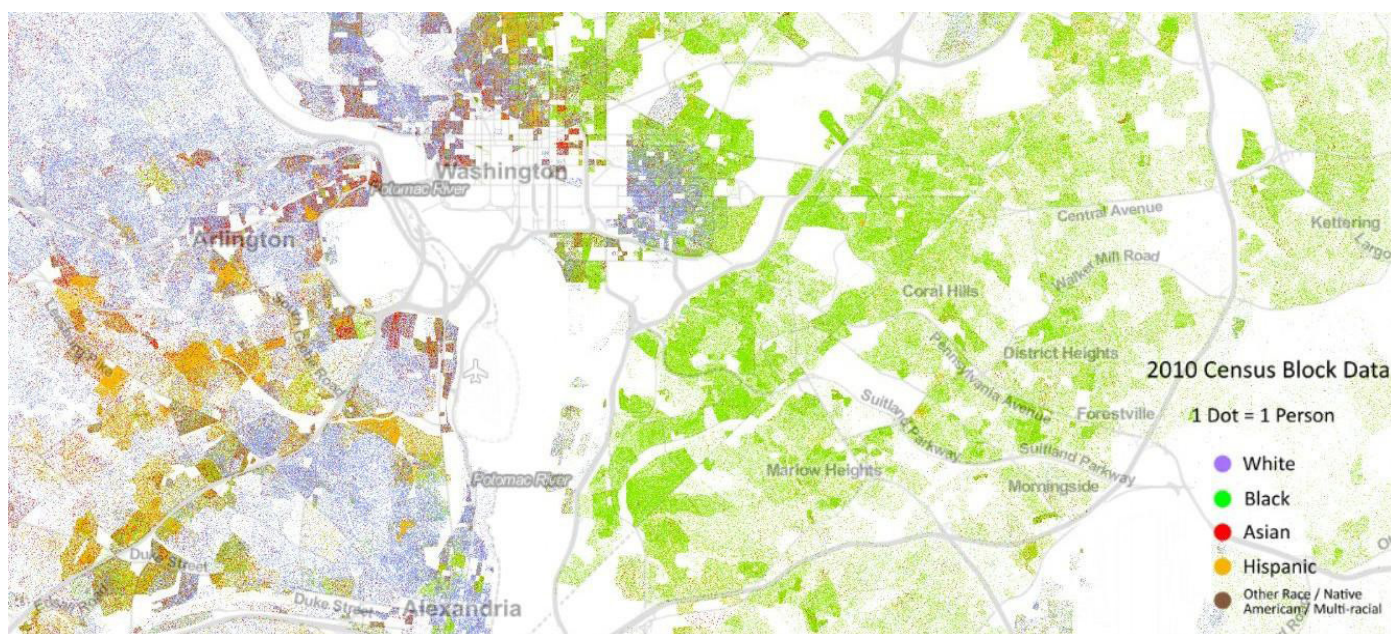 Washington
Potomac River
Central Avenue
Kettering
Largo
Arlington
Walker Mill Road
Coral Hills
Pennsylvania Avenue
District Heights
2010 Census Block Data
1 Dot = 1 Person
Suitland Parkway
Forestville
Suitland Parkway
Marlow Heights
Morningside
White
Black
Asian
Hispanic
Other Race / Native
American / Multi-racial
Potomac River
Duke Street
Duke Street
Alexandria